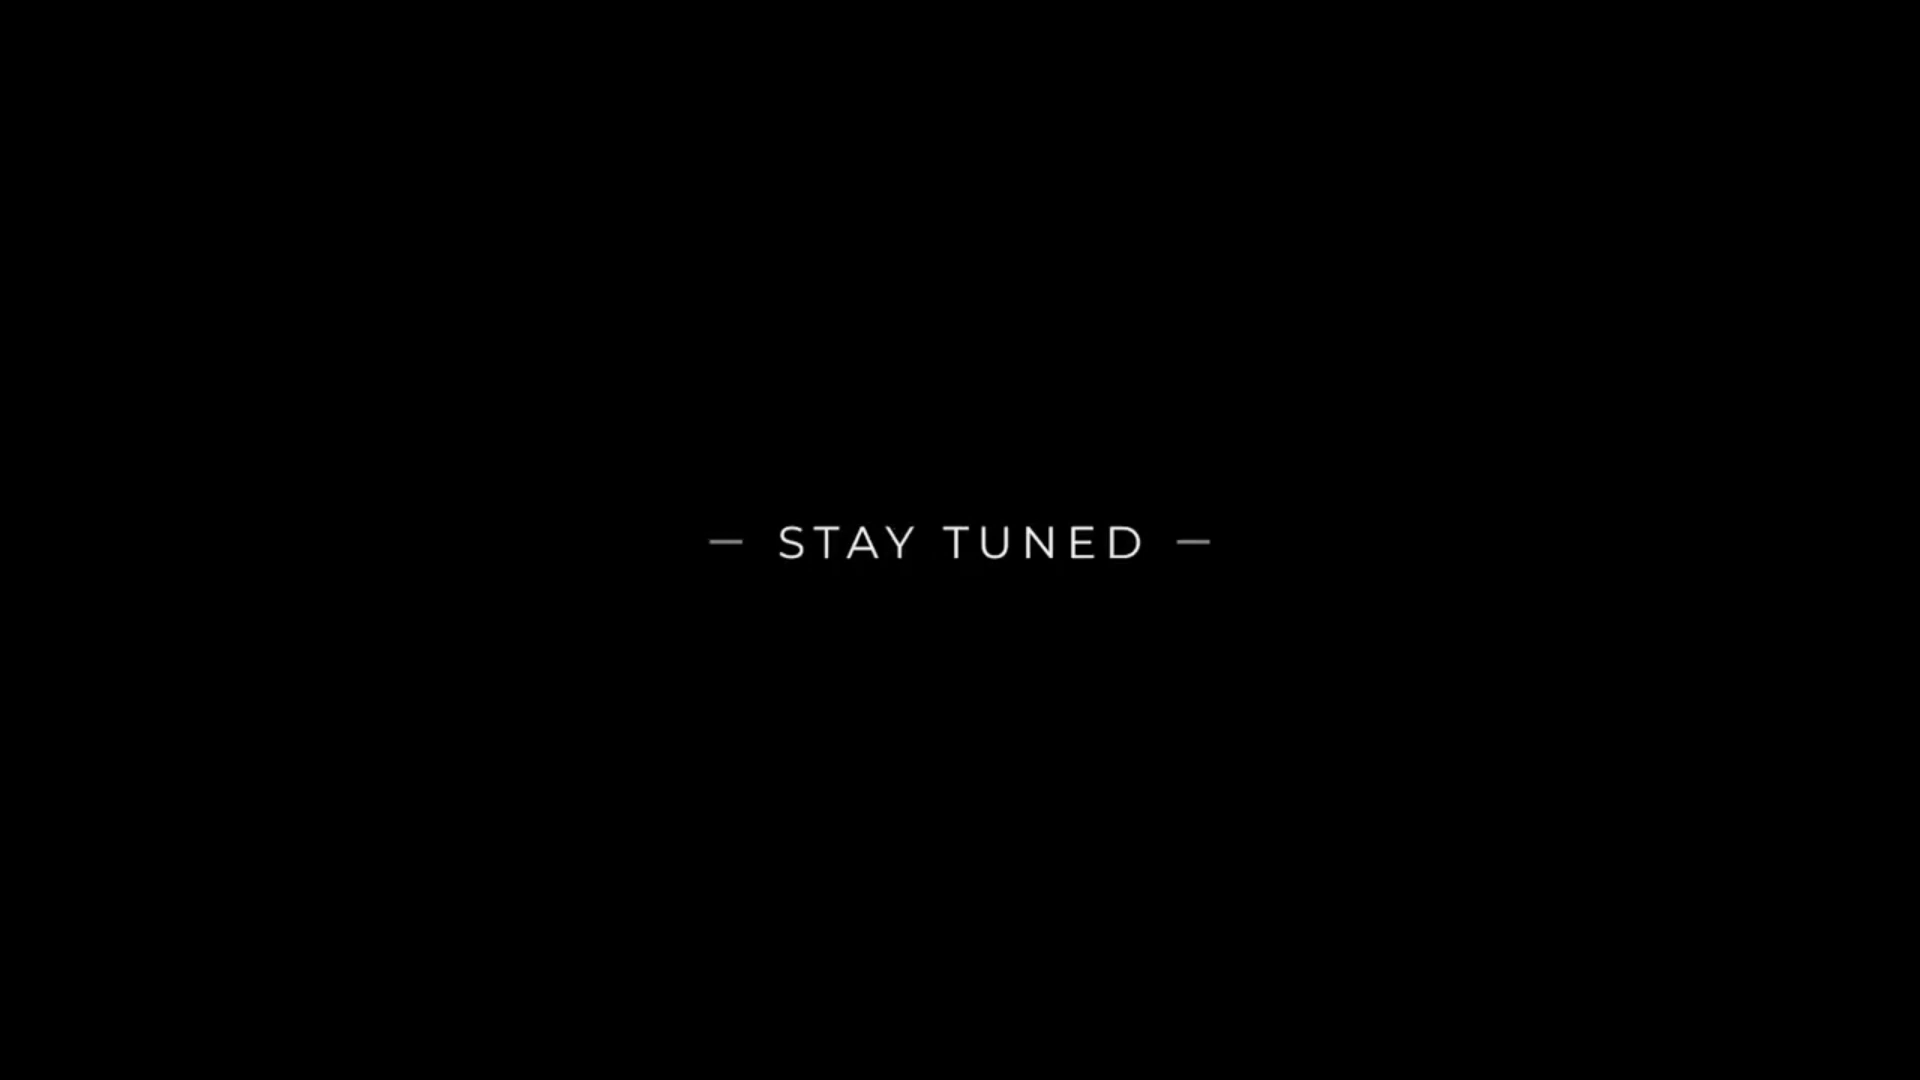 — STAY TUNED —